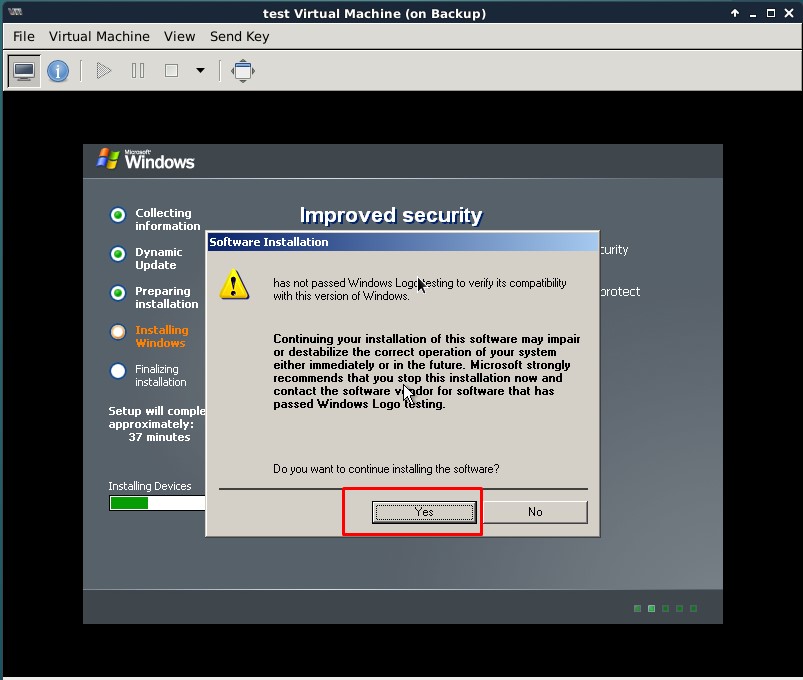 test Virtual Machine (on Backup)
File Virtual Machine View Send Key
Microsoft
Windows
Collecting
information
Dynamic
Update
Preparing
installation
Installing
Windows
Finalizing
installation
Setup will comple
approximately:
37 minutes
Installing Devices
Improved security
curity
protect
Software Installation
has not passed Windows Logo testing to verify its compatibility
with this version of Windows.
Continuing your installation of this software may impair
or destabilize the correct operation of your system
either immediately or in the future. Microsoft strongly
recommends that you stop this installation now and
contact the software vendor for software that has
passed Windows Logo testing.
Do you want to continue installing the software?
Yes
No